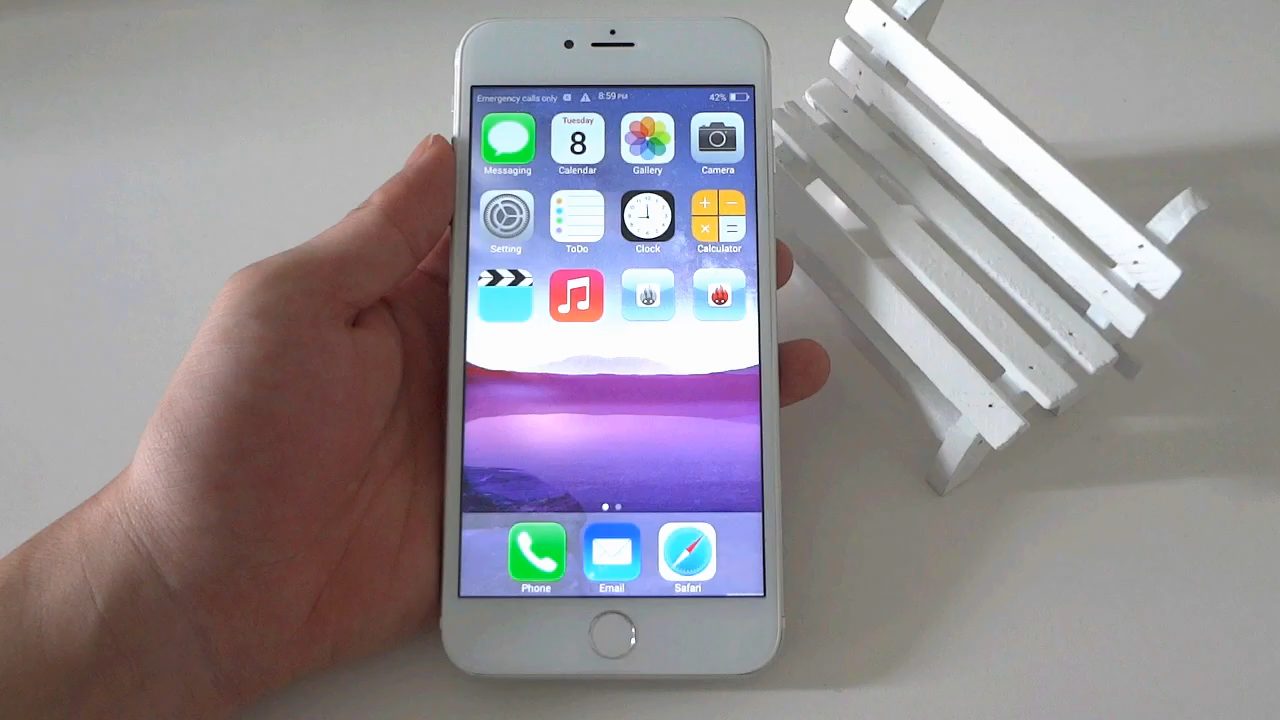 Emergency calls only 8:59 PM 42%
Tuesday
8
Messaging Calendar Gallery Camera
Setting ToDo Clock Calculator
Phone Email Safari